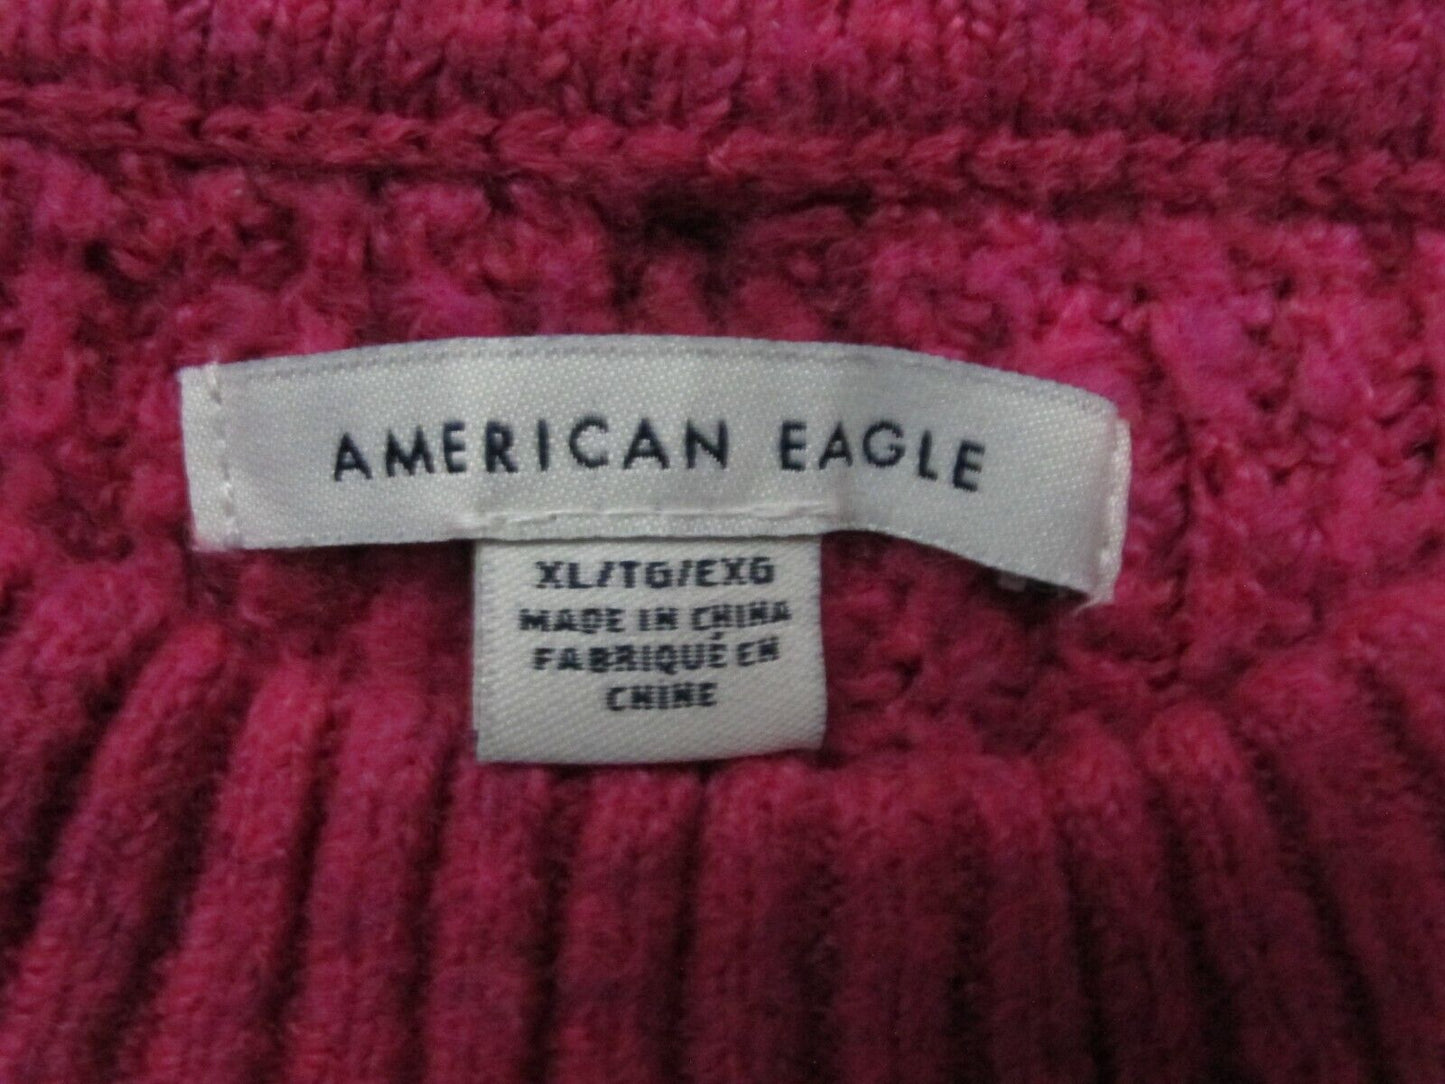 AMERICAN EAGLE
XL/TG/EXG
MADE IN CHINA
FABRIQUÉ EN
CHINE